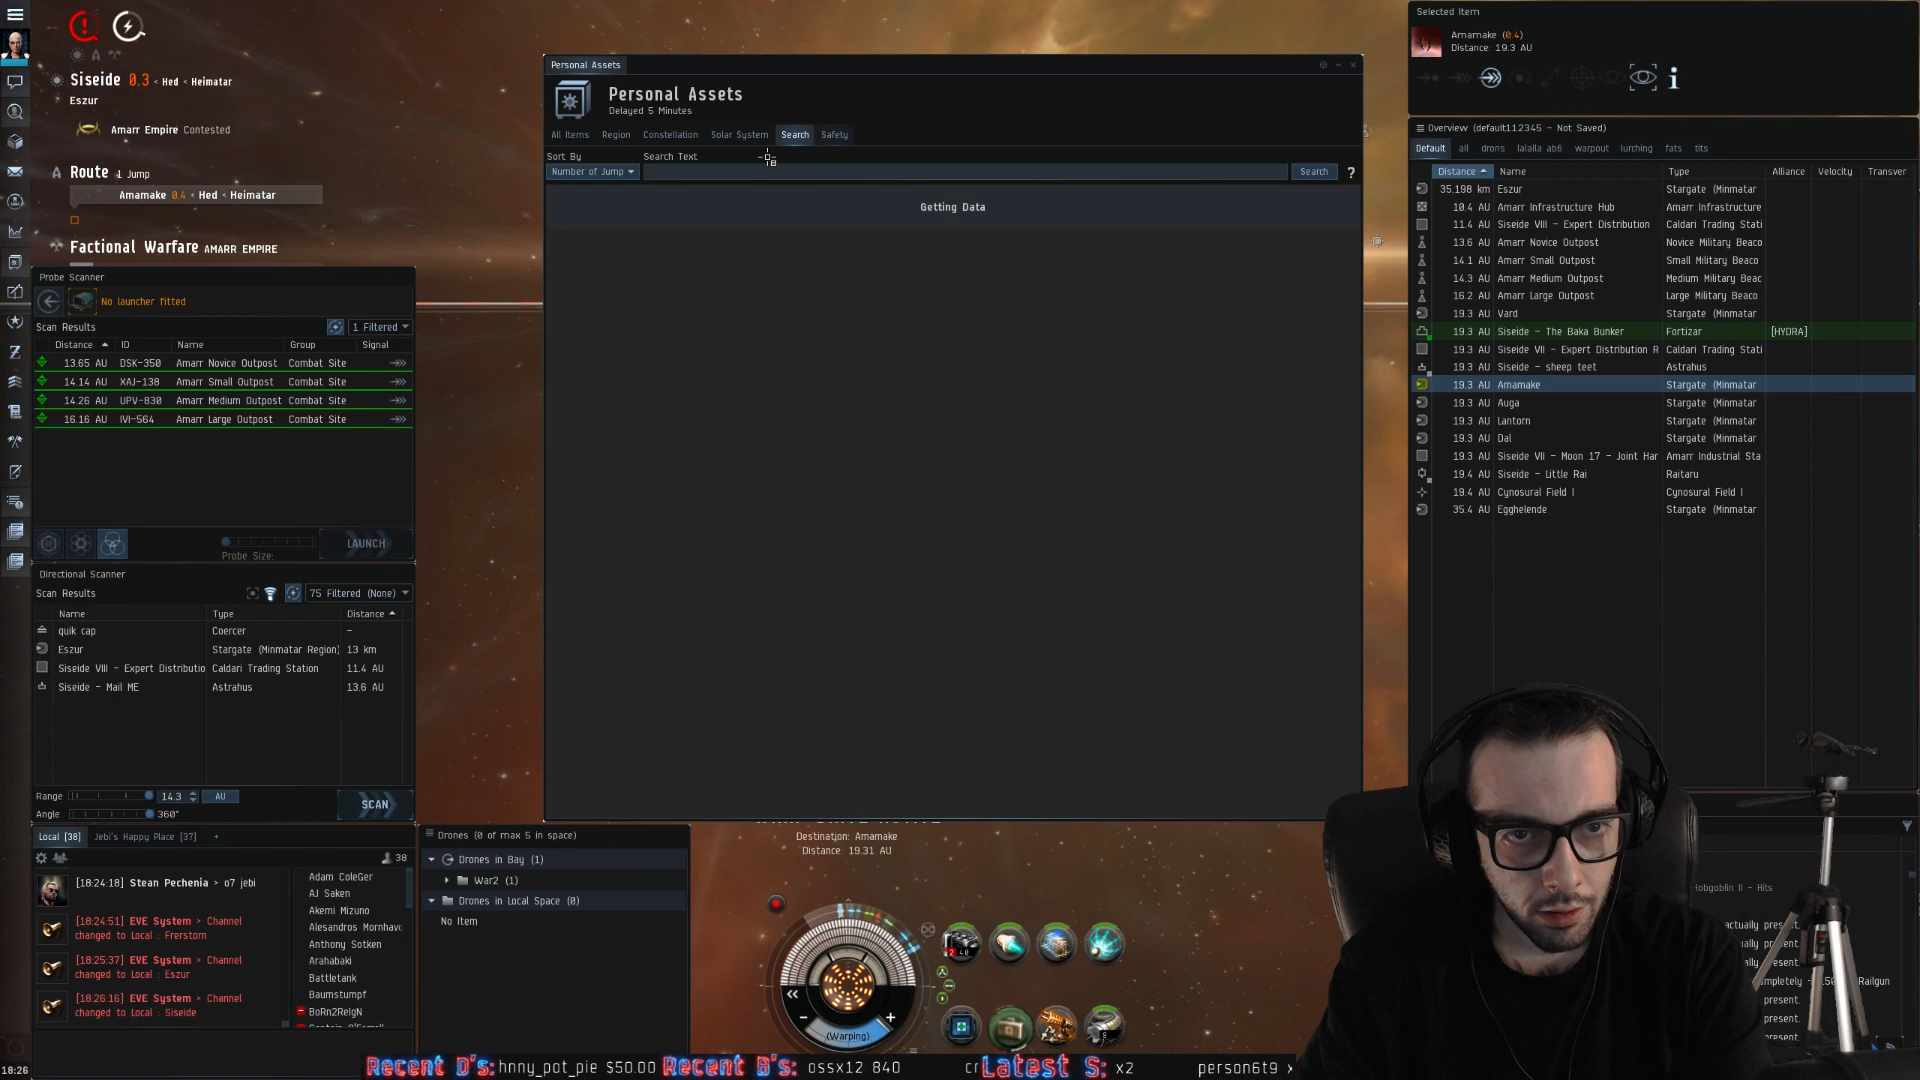 Siseide 0.3 < Hed < Heimatar
Eszur
Amarr Empire Contested
Route 1 Jump
Amamake 0.4 < Hed < Heimatar
Factional Warfare AMARR EMPIRE
Probe Scanner
No launcher fitted
Scan Results 1 Filtered
Distance ID Name Group Signal
13.65 AU DSK-350 Amarr Novice Outpost Combat Site
14.14 AU XAJ-138 Amarr Small Outpost Combat Site
14.26 AU UPV-830 Amarr Medium Outpost Combat Site
16.16 AU IVI-564 Amarr Large Outpost Combat Site
Probe Size:
LAUNCH
Directional Scanner
Scan Results 75 Filtered (None)
Name Type Distance
quik cap Coercer –
Eszur Stargate (Minmatar Region) 13 km
Siseide VIII – Expert Distributio Caldari Trading Station 11.4 AU
Siseide – Mail ME Astrahus 13.6 AU
Range 14.3 AU
Angle 360°
SCAN
Local [38] Jebi's Happy Place [37] +
38
[18:24:18] Stean Pechenia > o7 jebi
[18:24:51] EVE System > Channel
changed to Local : Frerstorn
[18:25:37] EVE System > Channel
changed to Local : Eszur
[18:26:16] EVE System > Channel
changed to Local : Siseide
Adam ColeGer
AJ Saken
Akemi Mizuno
Alesandros Mornhavo
Anthony Sotken
Arahabaki
Battletank
Baumstumpf
BoRn2ReIgN
18:26
Personal Assets
Personal Assets
Delayed 5 Minutes
All Items Region Constellation Solar System Search Safety
Sort By Search Text
Number of Jump Search ?
Getting Data
Drones (0 of max 5 in space)
Drones in Bay (1)
War2 (1)
Drones in Local Space (0)
No Item
Destination: Amamake
Distance: 19.31 AU
(Warping)
Selected Item
Amamake (0.4)
Distance: 19.3 AU
Overview (default112345 – Not Saved)
Default all drons lalalla ab6 warpout lurching fats tits
Distance Name Type Alliance Velocity Transver
35,198 km Eszur Stargate (Minmatar
10.4 AU Amarr Infrastructure Hub Amarr Infrastructure
11.4 AU Siseide VIII – Expert Distribution Caldari Trading Stati
13.6 AU Amarr Novice Outpost Novice Military Beaco
14.1 AU Amarr Small Outpost Small Military Beaco
14.3 AU Amarr Medium Outpost Medium Military Beac
16.2 AU Amarr Large Outpost Large Military Beaco
19.3 AU Vard Stargate (Minmatar
19.3 AU Siseide – The Baka Bunker Fortizar [HYDRA]
19.3 AU Siseide VII – Expert Distribution R Caldari Trading Stati
19.3 AU Siseide – sheep teet Astrahus
19.3 AU Amamake Stargate (Minmatar
19.3 AU Auga Stargate (Minmatar
19.3 AU Lantorn Stargate (Minmatar
19.3 AU Dal Stargate (Minmatar
19.3 AU Siseide VII – Moon 17 – Joint Har Amarr Industrial Sta
19.4 AU Siseide – Little Rai Raitaru
19.4 AU Cynosural Field I Cynosural Field I
35.4 AU Egghelende Stargate (Minmatar
Hobgoblin II – Hits
actually present.
present.
present.
Railgun
present.
present.
present.
Recent D's: hnny_pot_pie $50.00 Recent B's: ossx12 840 cr Latest S: x2 person6t9 x